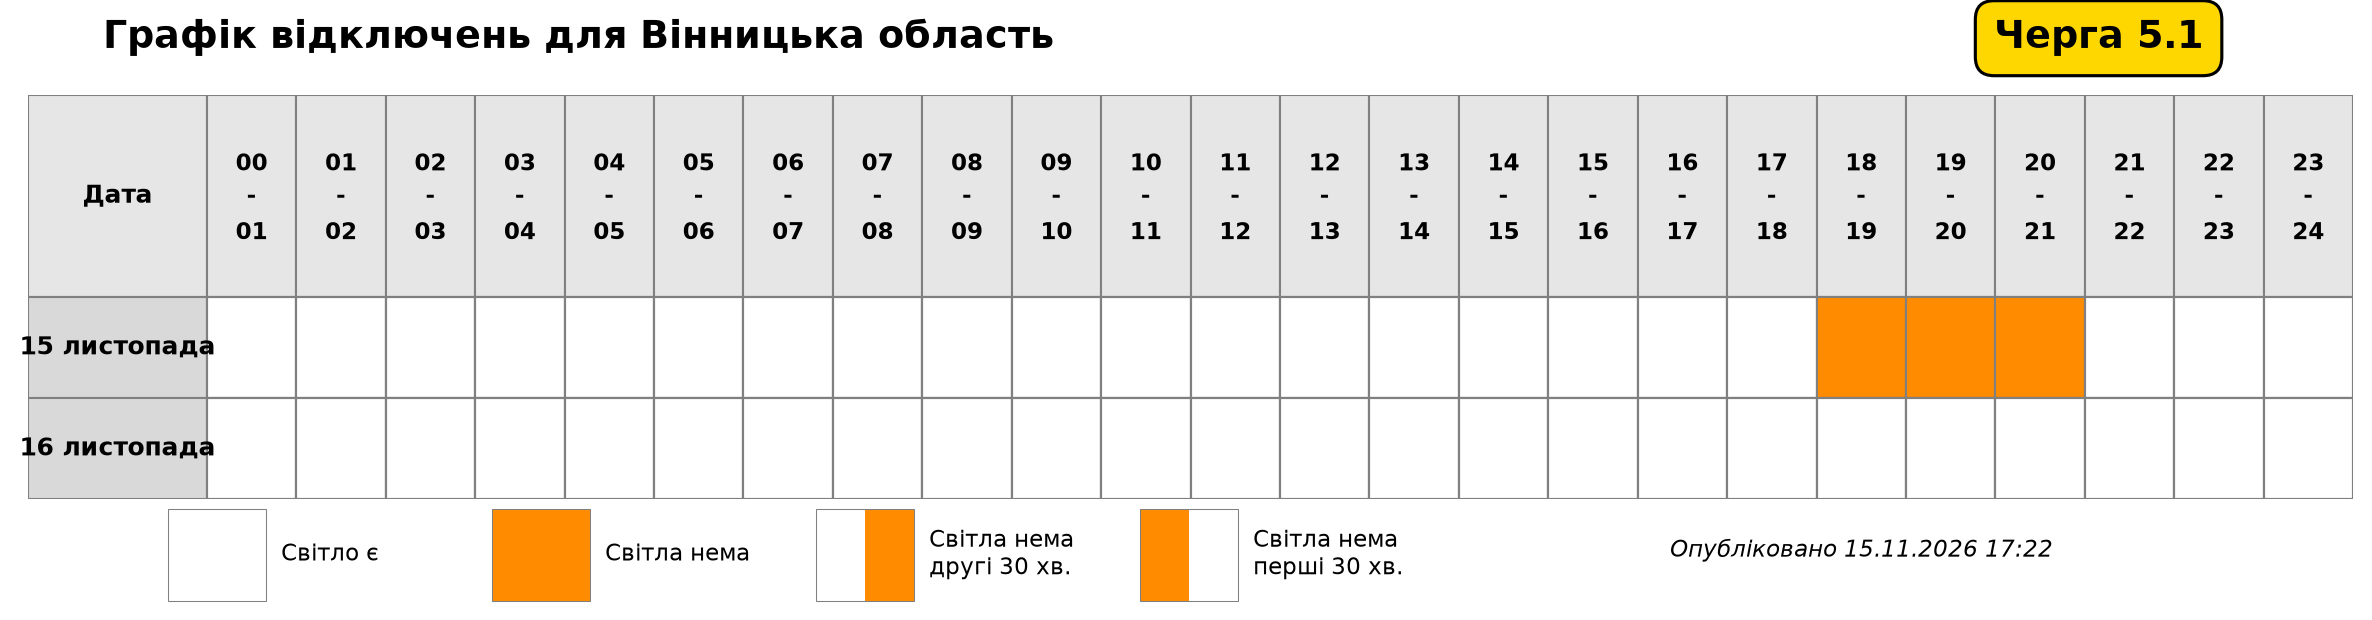 Графік відключень для Вінницька область
Черга 5.1
Дата
00 - 01
01 - 02
02 - 03
03 - 04
04 - 05
05 - 06
06 - 07
07 - 08
08 - 09
09 - 10
10 - 11
11 - 12
12 - 13
13 - 14
14 - 15
15 - 16
16 - 17
17 - 18
18 - 19
19 - 20
20 - 21
21 - 22
22 - 23
23 - 24
15 листопада
16 листопада
Світло є
Світла нема
Світла нема
другі 30 хв.
Світла нема
перші 30 хв.
Опубліковано 15.11.2026 17:22